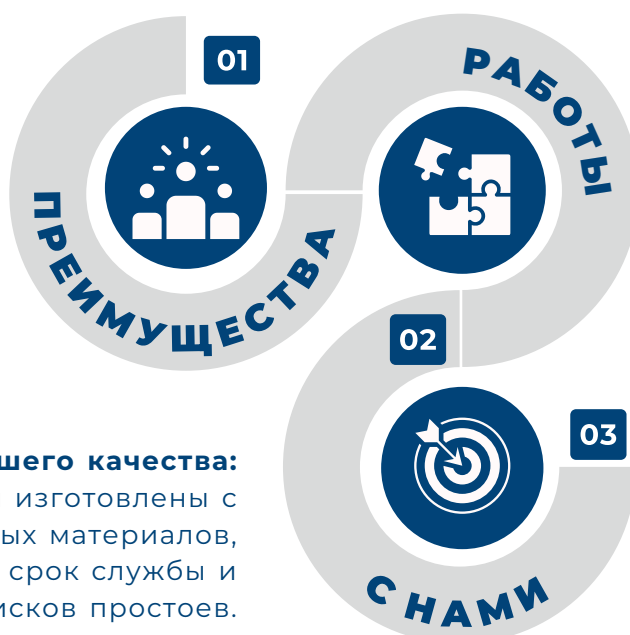 01
ПРЕИМУЩЕСТВА
РАБОТЫ
02
03
С НАМИ
шего качества:
изготовлены с
ых материалов,
срок службы и
исков простоев.